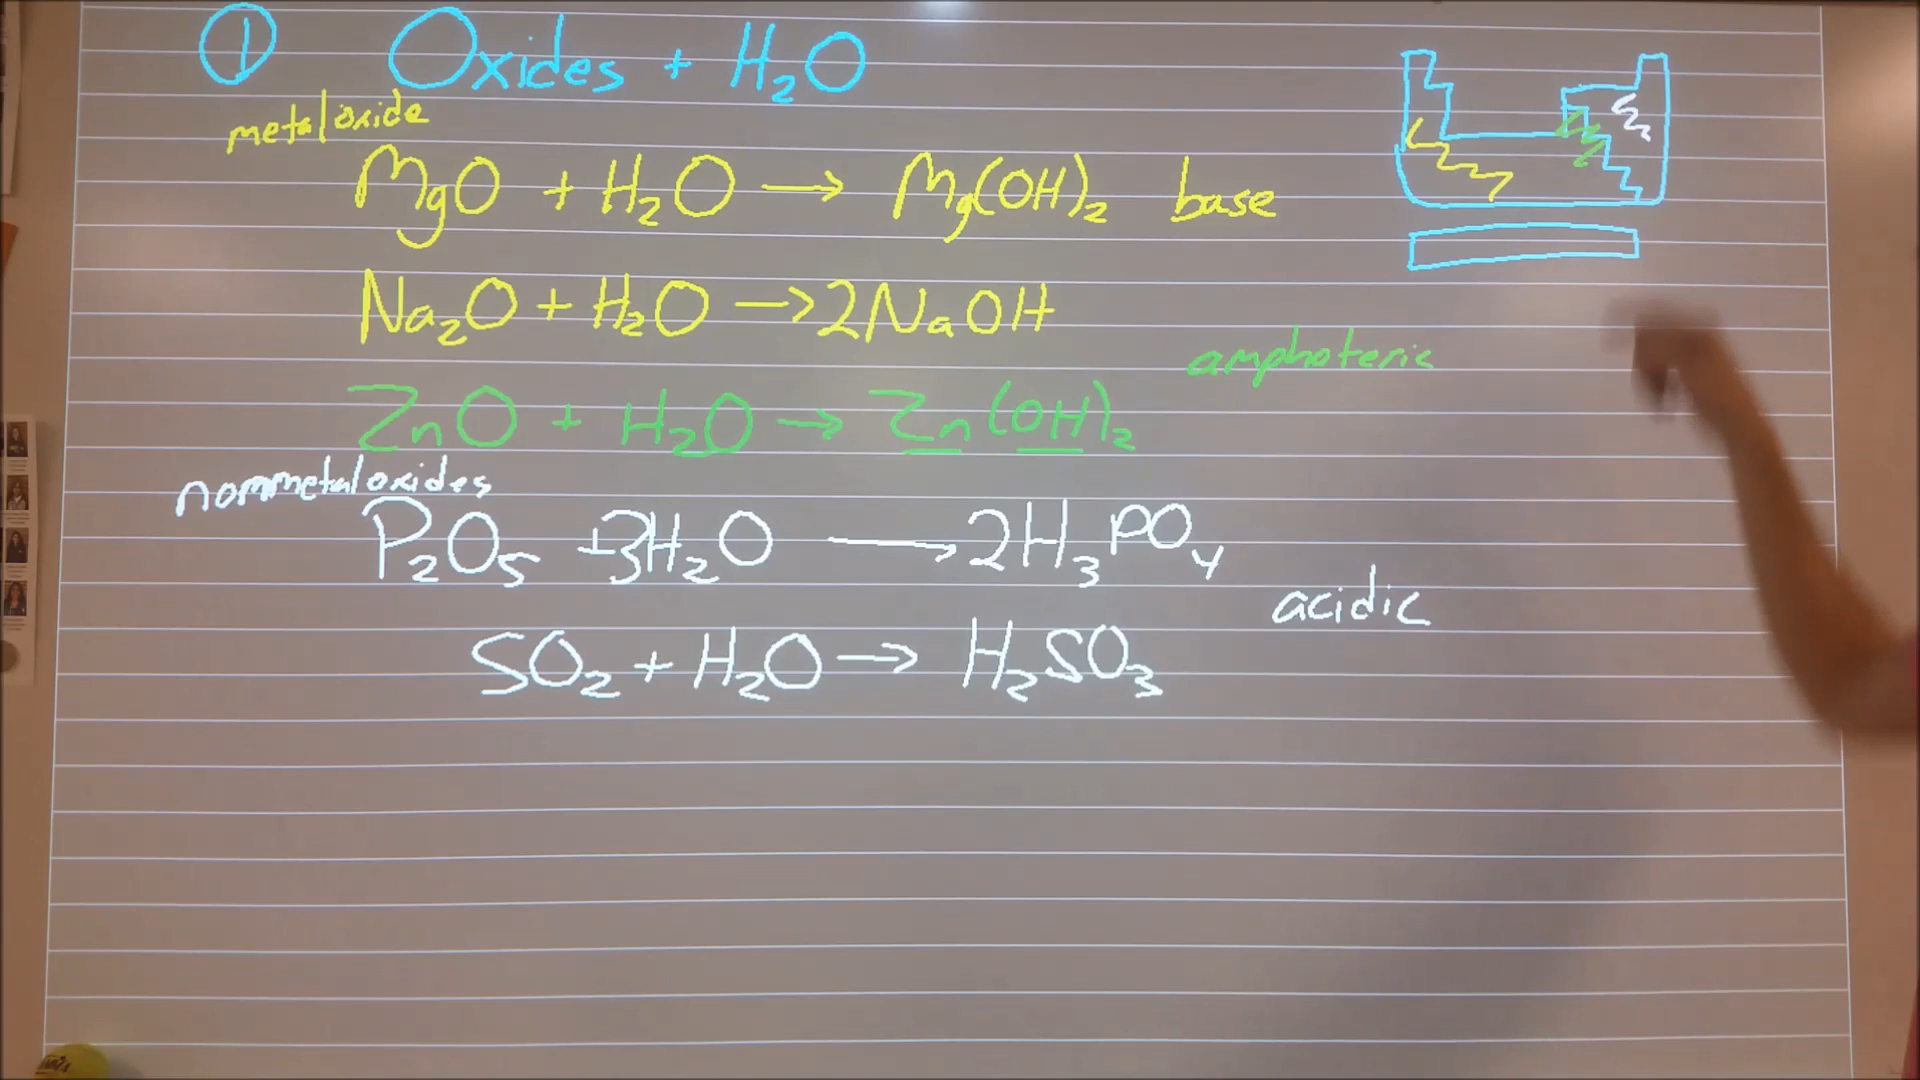 ① Oxides + H₂O
metal oxide
MgO + H₂O → Mg(OH)₂ base
Na₂O + H₂O → 2NaOH
amphoteric
ZnO + H₂O → Zn(OH)₂
nonmetal oxides
P₂O₅ + 3H₂O → 2H₃PO₄
acidic
SO₂ + H₂O → H₂SO₃